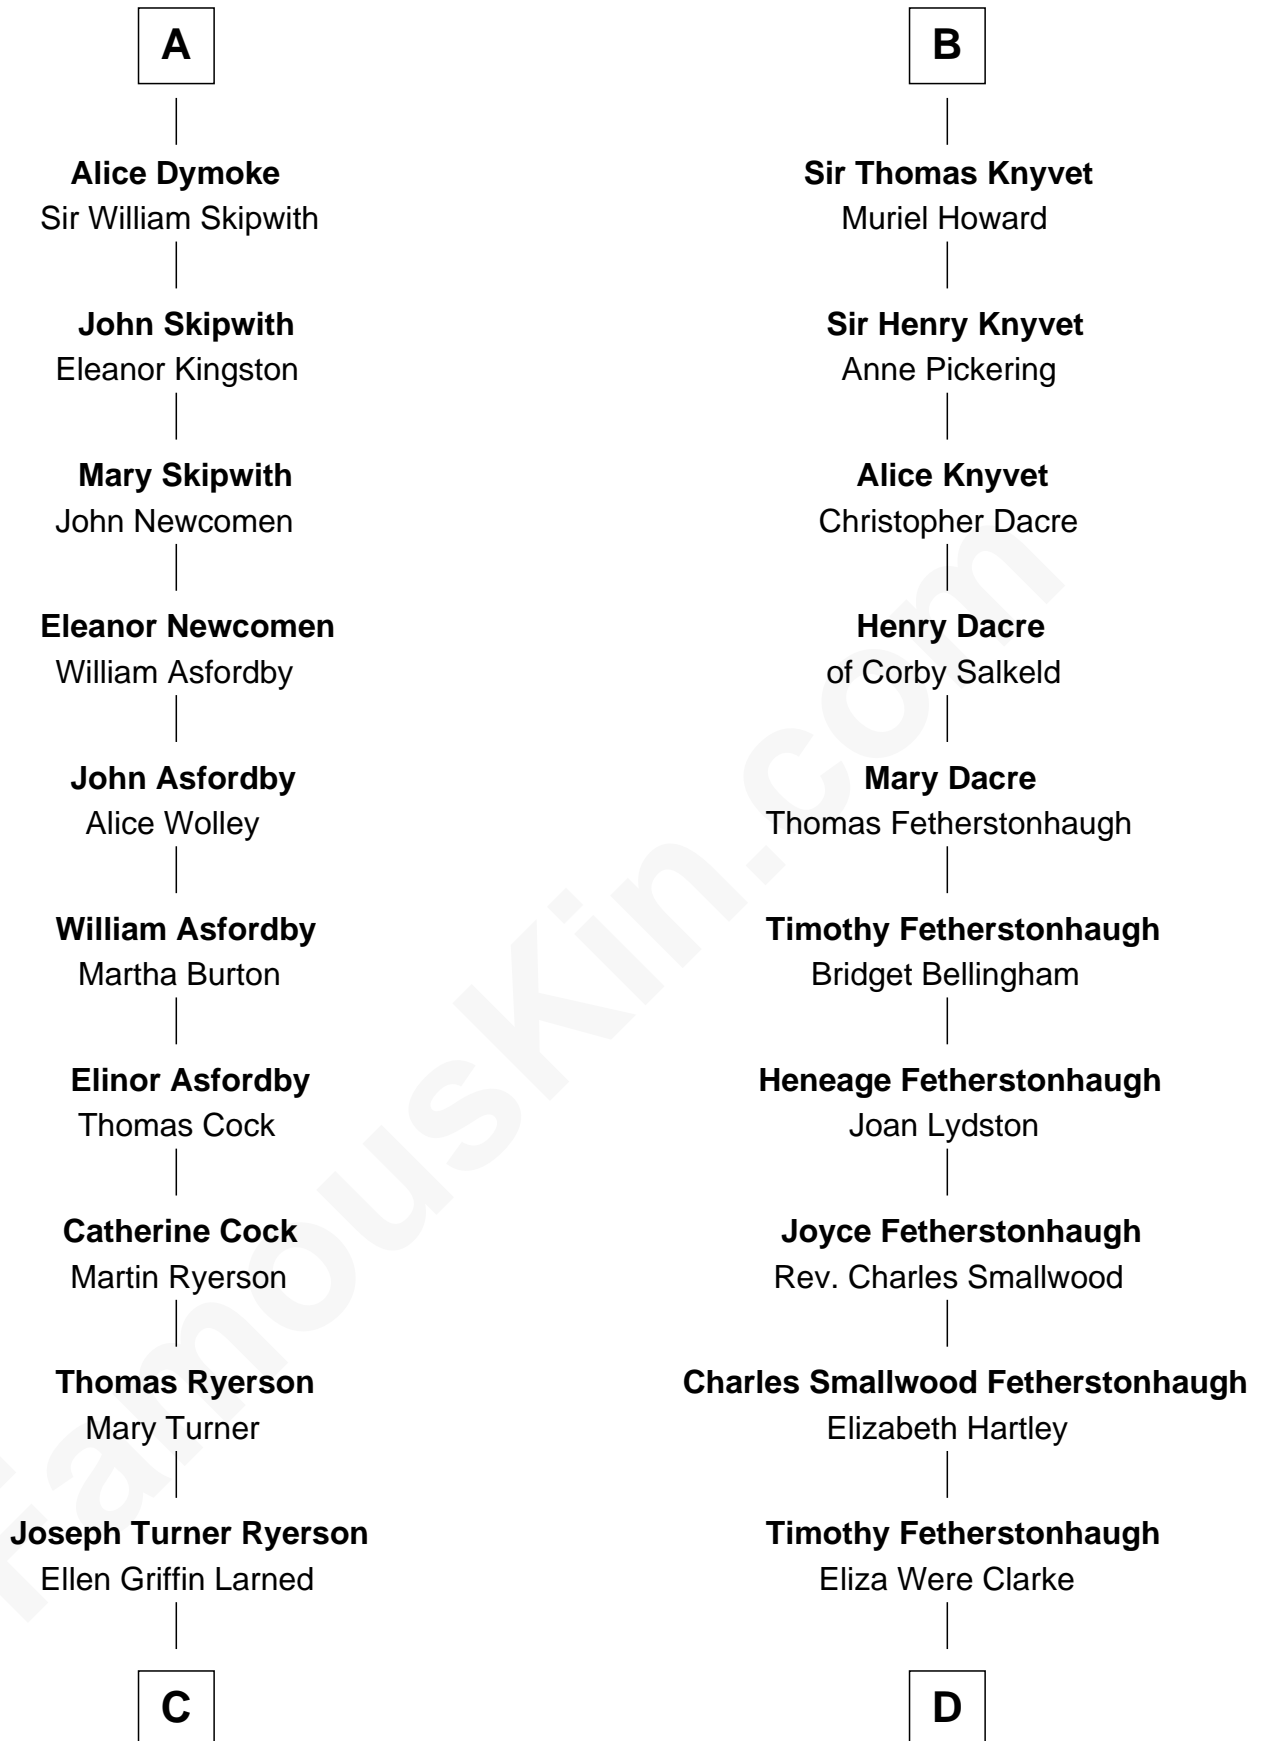 A
Alice Dymoke
Sir William Skipwith
John Skipwith
Eleanor Kingston
Mary Skipwith
John Newcomen
Eleanor Newcomen
William Asfordby
John Asfordby
Alice Wolley
William Asfordby
Martha Burton
Elinor Asfordby
Thomas Cock
Catherine Cock
Martin Ryerson
Thomas Ryerson
Mary Turner
Joseph Turner Ryerson
Ellen Griffin Larned
C
B
Sir Thomas Knyvet
Muriel Howard
Sir Henry Knyvet
Anne Pickering
Alice Knyvet
Christopher Dacre
Henry Dacre
of Corby Salkeld
Mary Dacre
Thomas Fetherstonhaugh
Timothy Fetherstonhaugh
Bridget Bellingham
Heneage Fetherstonhaugh
Joan Lydston
Joyce Fetherstonhaugh
Rev. Charles Smallwood
Charles Smallwood Fetherstonhaugh
Elizabeth Hartley
Timothy Fetherstonhaugh
Eliza Were Clarke
D
FamousKin.com